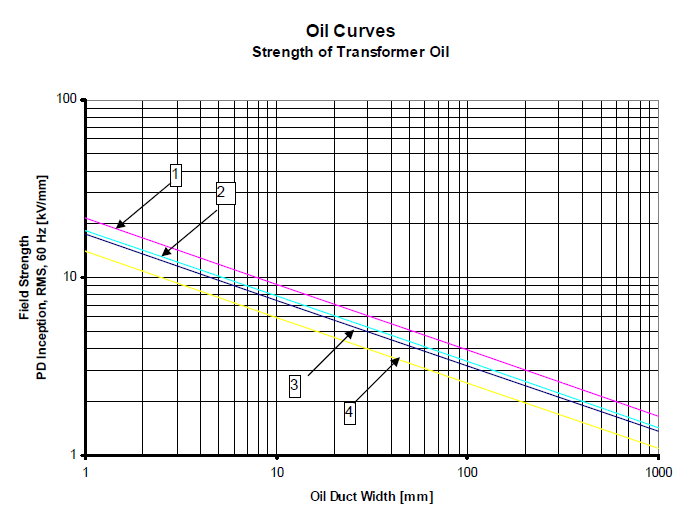 Oil Curves
Strength of Transformer Oil
100
1
2
10
Field Strength
PD Inception, RMS, 60 Hz [kV/mm]
3
4
1
1
10
100
1000
Oil Duct Width [mm]